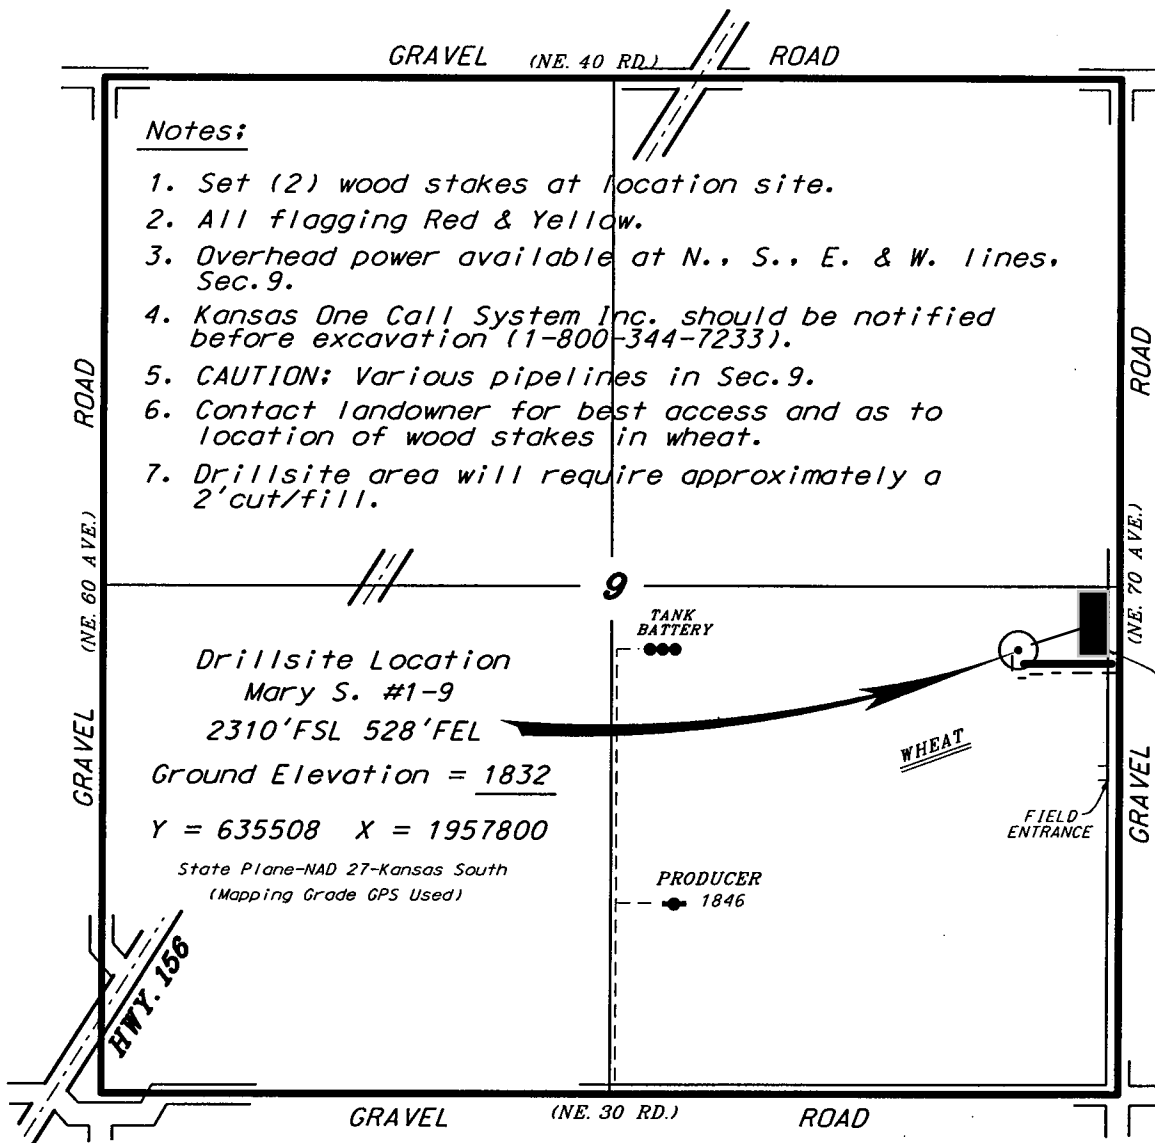 GRAVEL (NE. 40 RD.) ROAD
Notes:
1. Set (2) wood stakes at location site.
2. All flagging Red & Yellow.
3. Overhead power available at N., S., E. & W. lines,
Sec. 9.
4. Kansas One Call System Inc. should be notified
before excavation (1-800-344-7233).
5. CAUTION: Various pipelines in Sec. 9.
6. Contact landowner for best access and as to
location of wood stakes in wheat.
7. Drillsite area will require approximately a
2' cut/fill.
GRAVEL (NE. 60 AVE.) ROAD
GRAVEL (NE. 70 AVE.) ROAD
9
TANK
BATTERY
Drillsite Location
Mary S. #1-9
2310' FSL 528' FEL
Ground Elevation = 1832
Y = 635508 X = 1957800
State Plane-NAD 27-Kansas South
(Mapping Grade GPS Used)
WHEAT
FIELD
ENTRANCE
PRODUCER
1846
HWY. 156
GRAVEL (NE. 30 RD.) ROAD